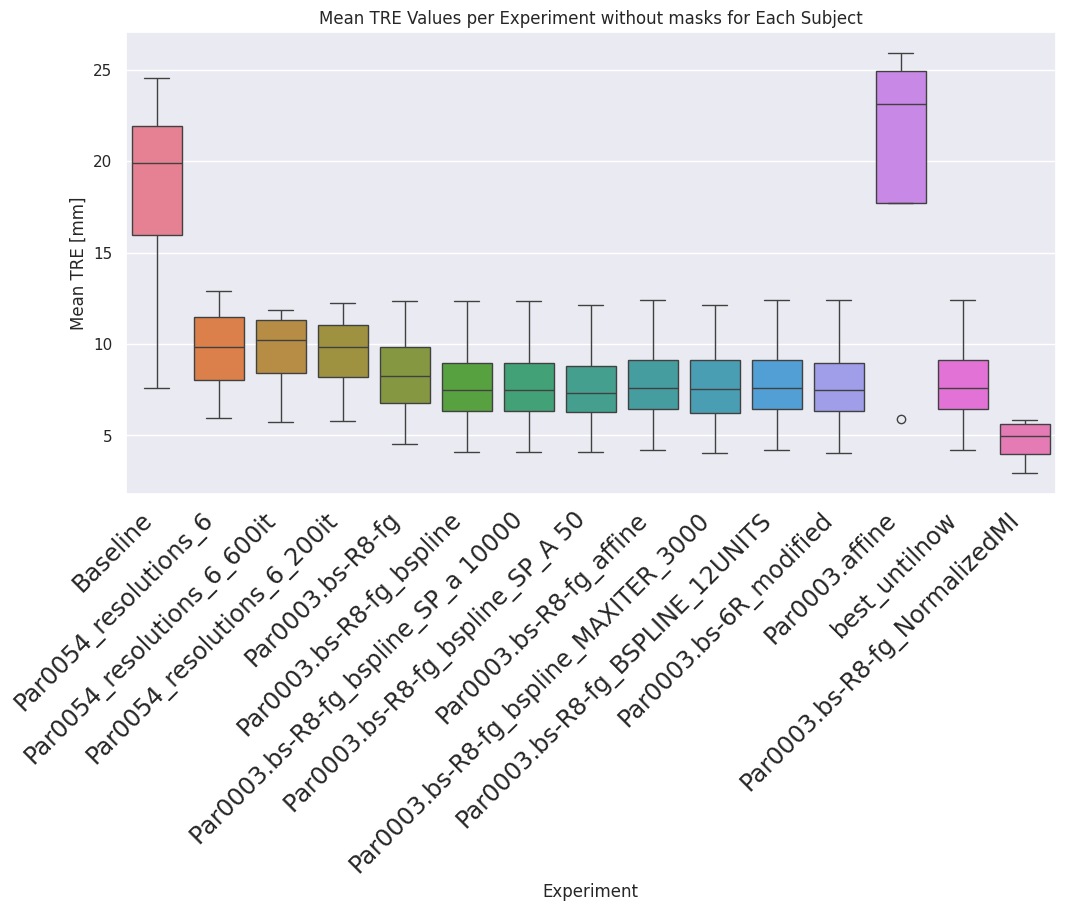 Mean TRE Values per Experiment without masks for Each Subject
Mean TRE [mm]
25
20
15
10
5
Baseline
Par0054_resolutions_6
Par0054_resolutions_6_600it
Par0054_resolutions_6_200it
Par0003.bs-R8-fg
Par0003.bs-R8-fg_bspline
Par0003.bs-R8-fg_bspline_SP_a 10000
Par0003.bs-R8-fg_bspline_SP_A 50
Par0003.bs-R8-fg_affine
Par0003.bs-R8-fg_bspline_MAXITER_3000
Par0003.bs-R8-fg_BSPLINE_12UNITS
Par0003.bs-6R_modified
Par0003.affine
best_untilnow
Par0003.bs-R8-fg_NormalizedMI
Experiment